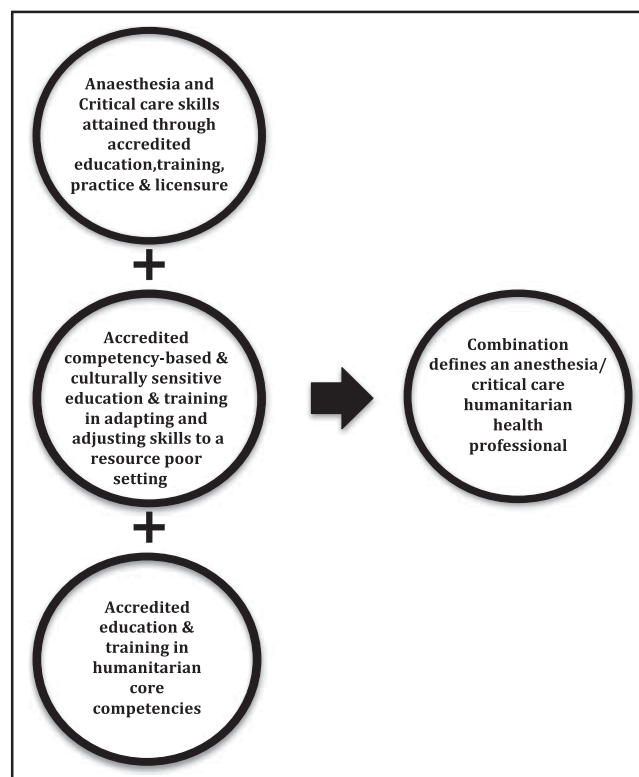 Anaesthesia and
Critical care skills
attained through
accredited
education,training,
practice & licensure
+
Accredited
competency-based &
culturally sensitive
education & training
in adapting and
adjusting skills to a
resource poor
setting
+
Accredited
education &
training in
humanitarian
core
competencies
Combination
defines an anesthesia/
critical care
humanitarian
health
professional